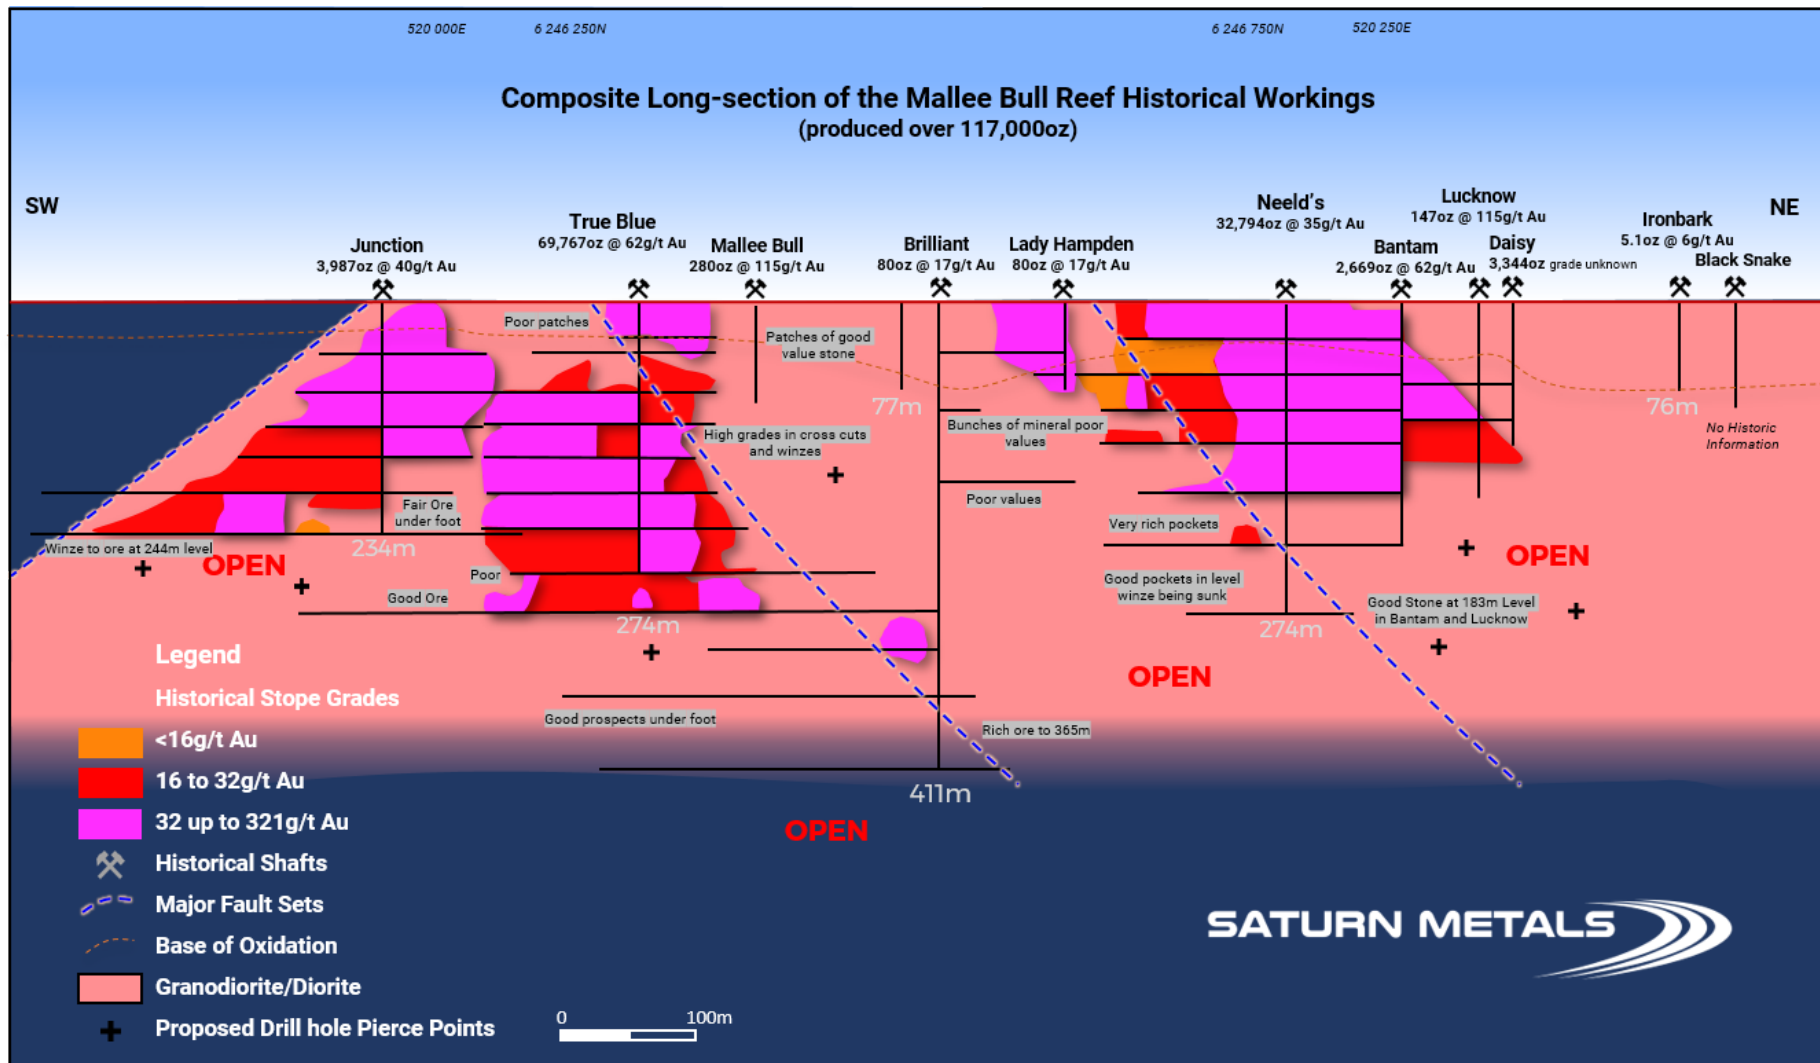 520 000E
6 246 250N
6 246 750N
520 250E
Composite Long-section of the Mallee Bull Reef Historical Workings
(produced over 117,000oz)
SW
NE
Junction
3,987oz @ 40g/t Au
True Blue
69,767oz @ 62g/t Au
Mallee Bull
280oz @ 115g/t Au
Brilliant
80oz @ 17g/t Au
Lady Hampden
80oz @ 17g/t Au
Neeld's
32,794oz @ 35g/t Au
Bantam
2,669oz @ 62g/t Au
Lucknow
147oz @ 115g/t Au
Daisy
3,344oz grade unknown
Ironbark
5.1oz @ 6g/t Au
Black Snake
Poor patches
Patches of good
value stone
77m
76m
Bunches of mineral poor
values
High grades in cross cuts
and winzes
No Historic
Information
Poor values
Fair Ore
under foot
Very rich pockets
Winze to ore at 244m level
OPEN
234m
Poor
Good Ore
274m
Good pockets in level
winze being sunk
274m
Good Stone at 183m Level
in Bantam and Lucknow
OPEN
OPEN
Good prospects under foot
Rich ore to 365m
411m
OPEN
Legend
Historical Stope Grades
<16g/t Au
16 to 32g/t Au
32 up to 321g/t Au
Historical Shafts
Major Fault Sets
Base of Oxidation
Granodiorite/Diorite
Proposed Drill hole Pierce Points
0
100m
SATURN METALS